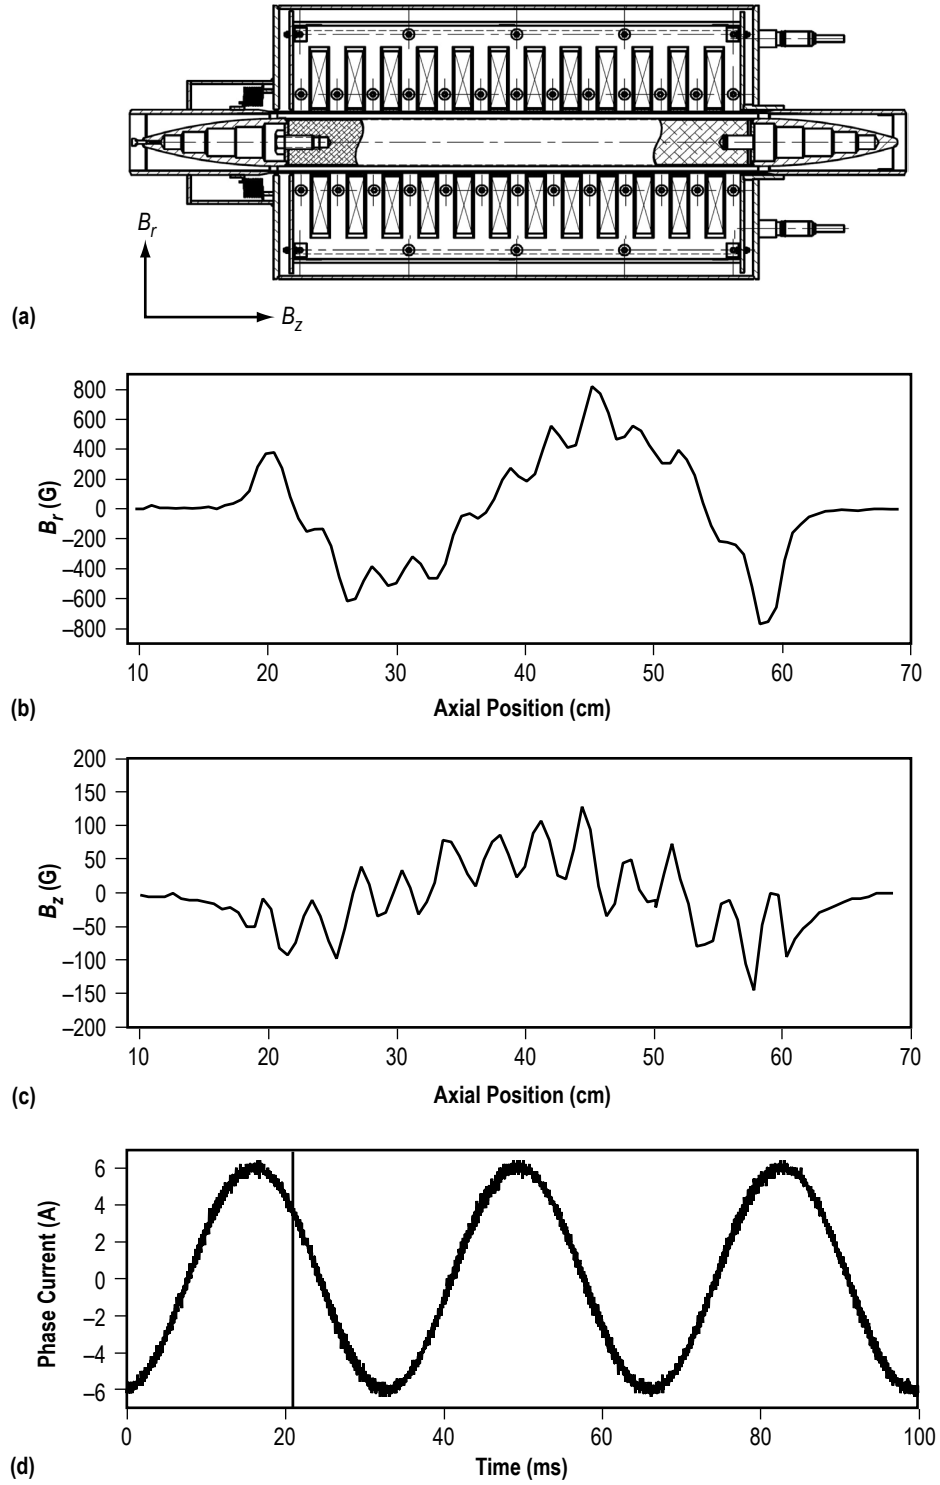 B_r
B_z
(a)
800
600
400
200
0
–200
–400
–600
–800
B_r (G)
10 20 30 40 50 60 70
Axial Position (cm)
(b)
200
150
100
50
0
–50
–100
–150
–200
B_z (G)
10 20 30 40 50 60 70
Axial Position (cm)
(c)
6
4
2
0
–2
–4
–6
Phase Current (A)
0 20 40 60 80 100
Time (ms)
(d)